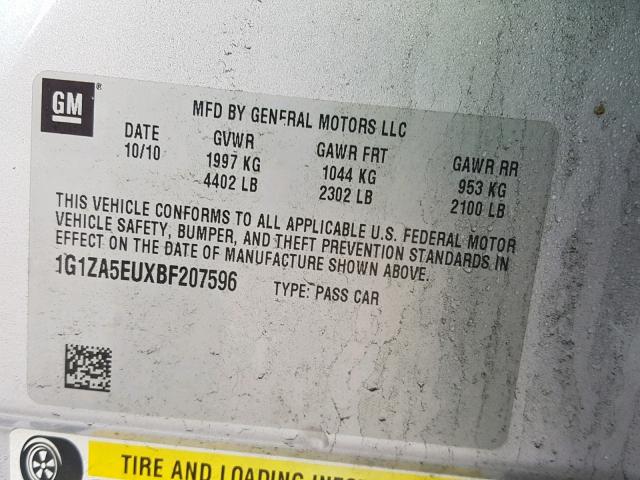 GM®
MFD BY GENERAL MOTORS LLC
DATE GVWR GAWR FRT GAWR RR
10/10 1997 KG 1044 KG 953 KG
4402 LB 2302 LB 2100 LB
THIS VEHICLE CONFORMS TO ALL APPLICABLE U.S. FEDERAL MOTOR
VEHICLE SAFETY, BUMPER, AND THEFT PREVENTION STANDARDS IN
EFFECT ON THE DATE OF MANUFACTURE SHOWN ABOVE.
1G1ZA5EUXBF207596 TYPE: PASS CAR
TIRE AND LOADING